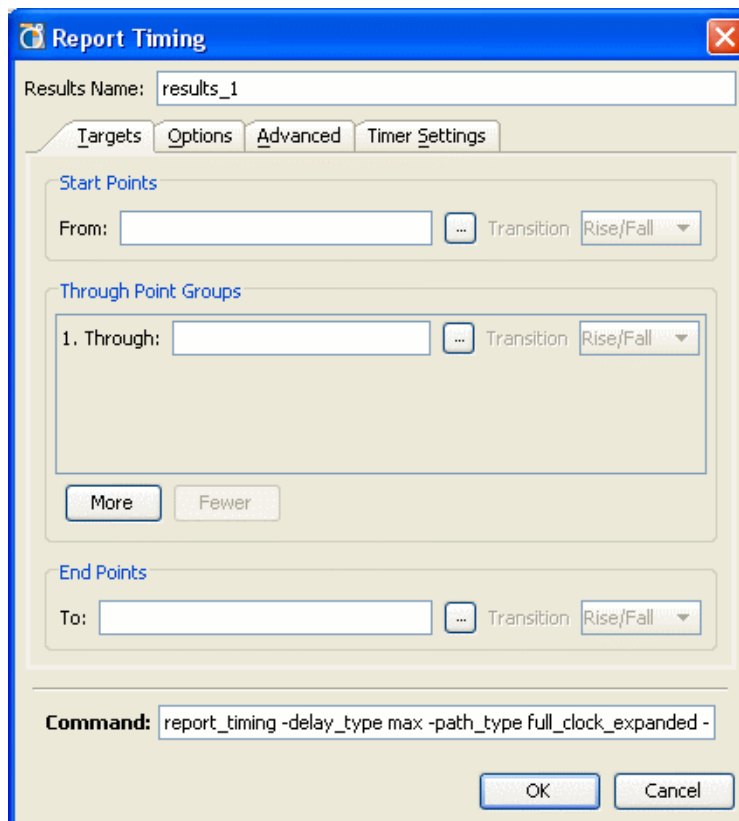 Report Timing
Results Name: results_1
Targets Options Advanced Timer Settings
Start Points
From: ... Transition Rise/Fall
Through Point Groups
1. Through: ... Transition Rise/Fall
More Fewer
End Points
To: ... Transition Rise/Fall
Command: report_timing -delay_type max -path_type full_clock_expanded -
OK Cancel